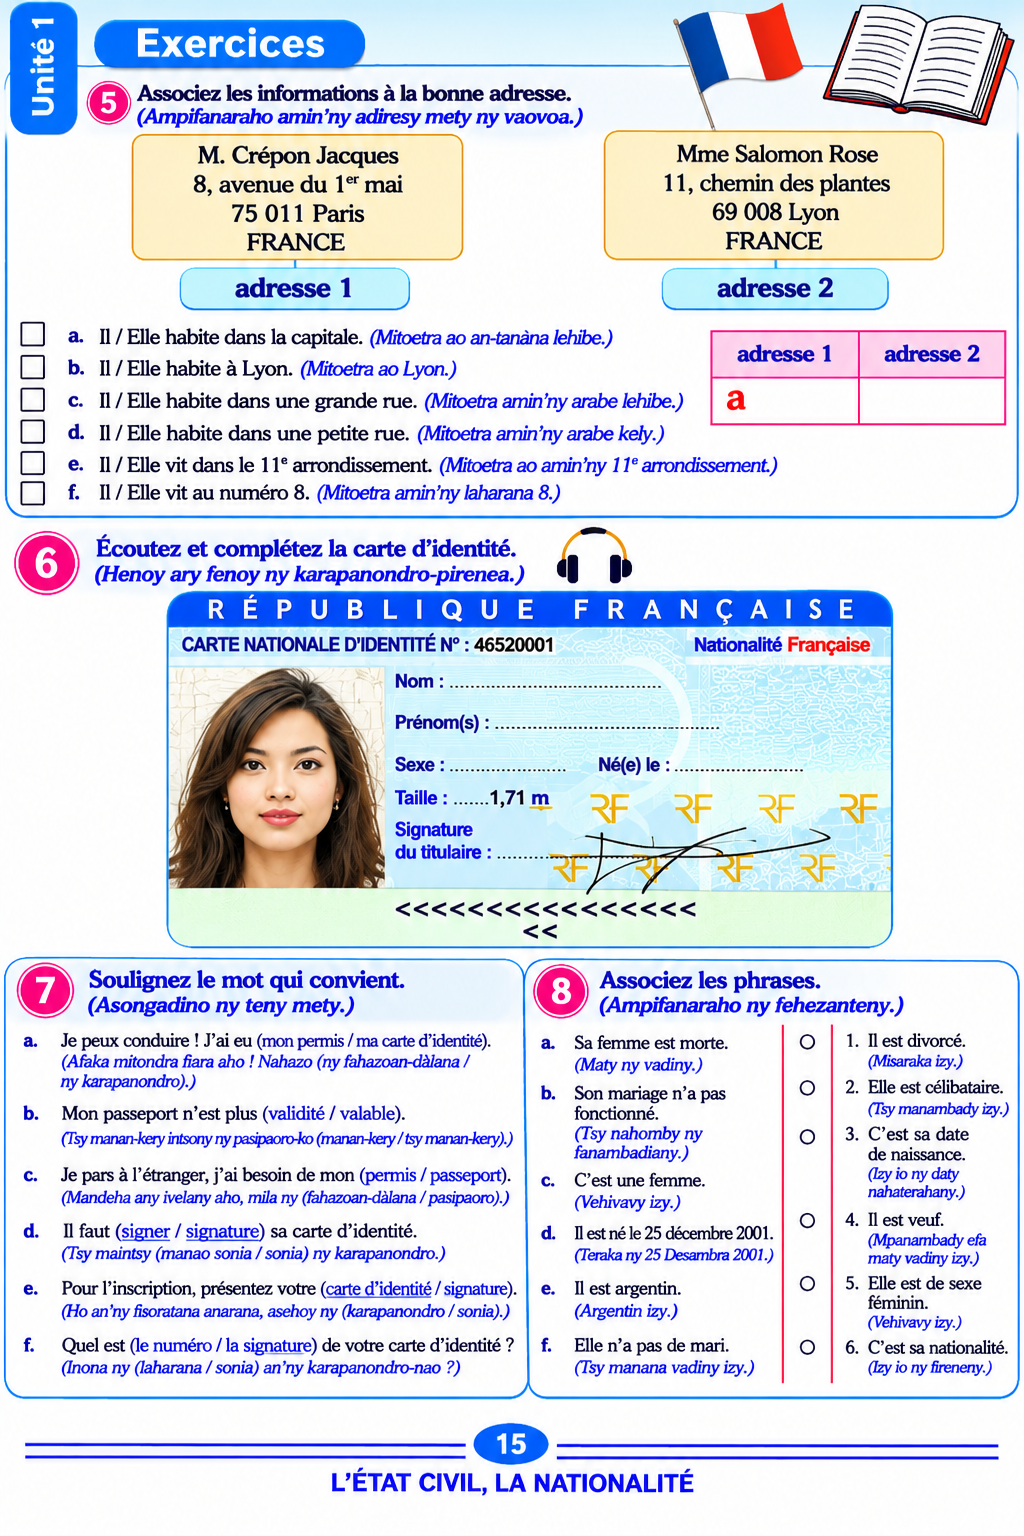 Unité 1
Exercices
5 Associez les informations à la bonne adresse.
(Ampifanaraho amin'ny adiresy mety ny vaovoa.)
M. Crépon Jacques
8, avenue du 1er mai
75 011 Paris
FRANCE
adresse 1
Mme Salomon Rose
11, chemin des plantes
69 008 Lyon
FRANCE
adresse 2
a. Il / Elle habite dans la capitale. (Mitoetra ao an-tanàna lehibe.)
b. Il / Elle habite à Lyon. (Mitoetra ao Lyon.)
c. Il / Elle habite dans une grande rue. (Mitoetra amin'ny arabe lehibe.)
d. Il / Elle habite dans une petite rue. (Mitoetra amin'ny arabe kely.)
e. Il / Elle vit dans le 11e arrondissement. (Mitoetra ao amin'ny 11e arrondissement.)
f. Il / Elle vit au numéro 8. (Mitoetra amin'ny laharana 8.)
adresse 1 adresse 2
a
6 Écoutez et complétez la carte d'identité.
(Henoy ary fenoy ny karapanondro-pirenea.)
RÉPUBLIQUE FRANÇAISE
CARTE NATIONALE D'IDENTITÉ Nº : 46520001 Nationalité Française
Nom : ........................................
Prénom(s) : ........................................
Sexe : ...................... Né(e) le : ........................
Taille : .......1,71 m
RF RF RF RF
Signature
du titulaire : ........................................
RF RF RF RF
<<<<<<<<<<<<<<<<
<<
7 Soulignez le mot qui convient.
(Asongadino ny teny mety.)
a. Je peux conduire ! J'ai eu (mon permis / ma carte d'identité).
(Afaka mitondra fiara aho ! Nahazo (ny fahazoan-dàlana /
ny karapanondro).)
b. Mon passeport n'est plus (validité / valable).
(Tsy manan-kery intsony ny pasipaoro-ko (manan-kery / tsy manan-kery).)
c. Je pars à l'étranger, j'ai besoin de mon (permis / passeport).
(Mandeha any ivelany aho, mila ny (fahazoan-dàlana / pasipaoro).)
d. Il faut (signer / signature) sa carte d'identité.
(Tsy maintsy (manao sonia / sonia) ny karapanondro.)
e. Pour l'inscription, présentez votre (carte d'identité / signature).
(Ho an'ny fisoratana anarana, asehoy ny (karapanondro / sonia).)
f. Quel est (le numéro / la signature) de votre carte d'identité ?
(Inona ny (laharana / sonia) an'ny karapanondro-nao ?)
8 Associez les phrases.
(Ampifanaraho ny fehezanteny.)
a. Sa femme est morte.
(Maty ny vadiny.)
b. Son mariage n'a pas
fonctionné.
(Tsy nahomby ny
fanambadiany.)
c. C'est une femme.
(Vehivavy izy.)
d. Il est né le 25 décembre 2001.
(Teraka ny 25 Desambra 2001.)
e. Il est argentin.
(Argentin izy.)
f. Elle n'a pas de mari.
(Tsy manana vadiny izy.)
1. Il est divorcé.
(Misaraka izy.)
2. Elle est célibataire.
(Tsy manambady izy.)
3. C'est sa date
de naissance.
(Izy io ny daty
nahaterahany.)
4. Il est veuf.
(Mpanambady efa
maty vadiny izy.)
5. Elle est de sexe
féminin.
(Vehivavy izy.)
6. C'est sa nationalité.
(Izy io ny fireneny.)
15
L'ÉTAT CIVIL, LA NATIONALITÉ